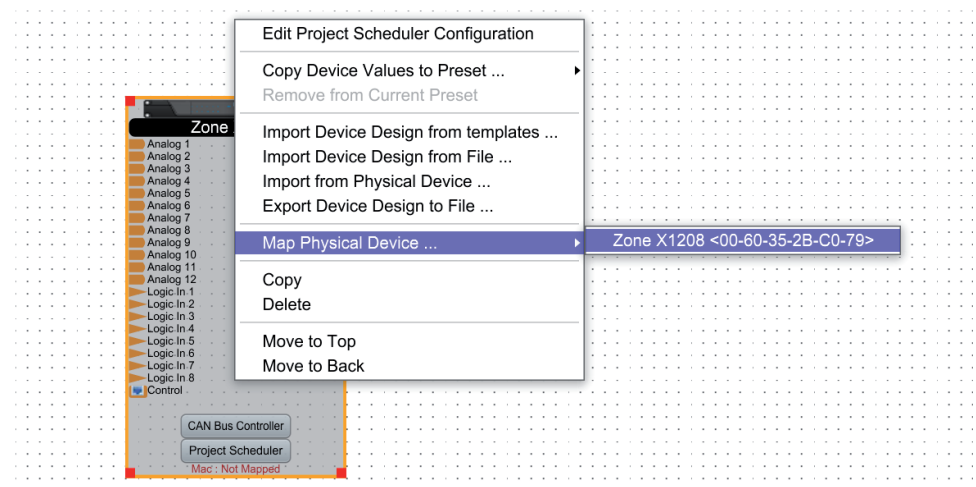 Edit Project Scheduler Configuration
Copy Device Values to Preset ...
Remove from Current Preset
Import Device Design from templates ...
Import Device Design from File ...
Import from Physical Device ...
Export Device Design to File ...
Map Physical Device ...
Zone X1208 <00-60-35-2B-C0-79>
Copy
Delete
Move to Top
Move to Back
Zone
Analog 1
Analog 2
Analog 3
Analog 4
Analog 5
Analog 6
Analog 7
Analog 8
Analog 9
Analog 10
Analog 11
Analog 12
Logic In 1
Logic In 2
Logic In 3
Logic In 4
Logic In 5
Logic In 6
Logic In 7
Logic In 8
Control
CAN Bus Controller
Project Scheduler
Mac : Not Mapped